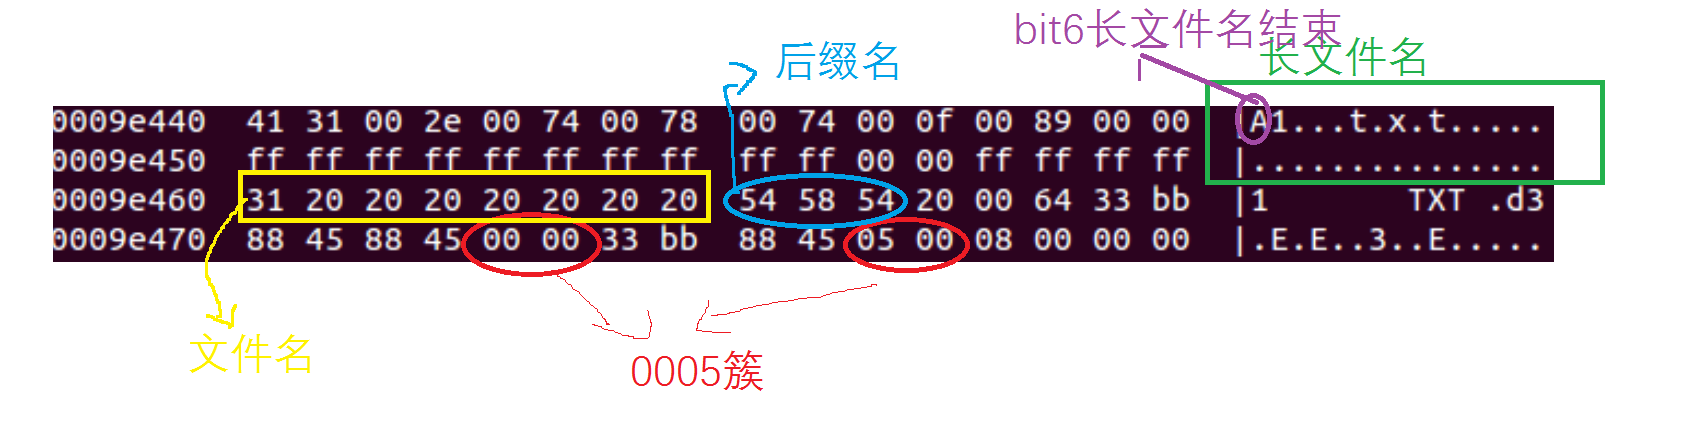 bit6长文件名结束
后缀名
长文件名
0009e440 41 31 00 2e 00 74 00 78 00 74 00 0f 00 89 00 00 |A1...t.x.t.....
0009e450 ff ff ff ff ff ff ff ff ff ff 00 00 ff ff ff ff |...............
0009e460 31 20 20 20 20 20 20 20 54 58 54 20 00 64 33 bb |1       TXT .d3
0009e470 88 45 88 45 00 00 33 bb 88 45 05 00 08 00 00 00 |.E.E..3..E.....
文件名
0005簇